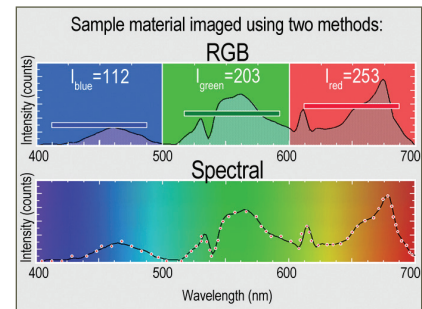 Sample material imaged using two methods:
RGB
Intensity (counts)
Iblue=112
Igreen=203
Ired=253
400 500 600 700
Spectral
Intensity (counts)
400 500 600 700
Wavelength (nm)